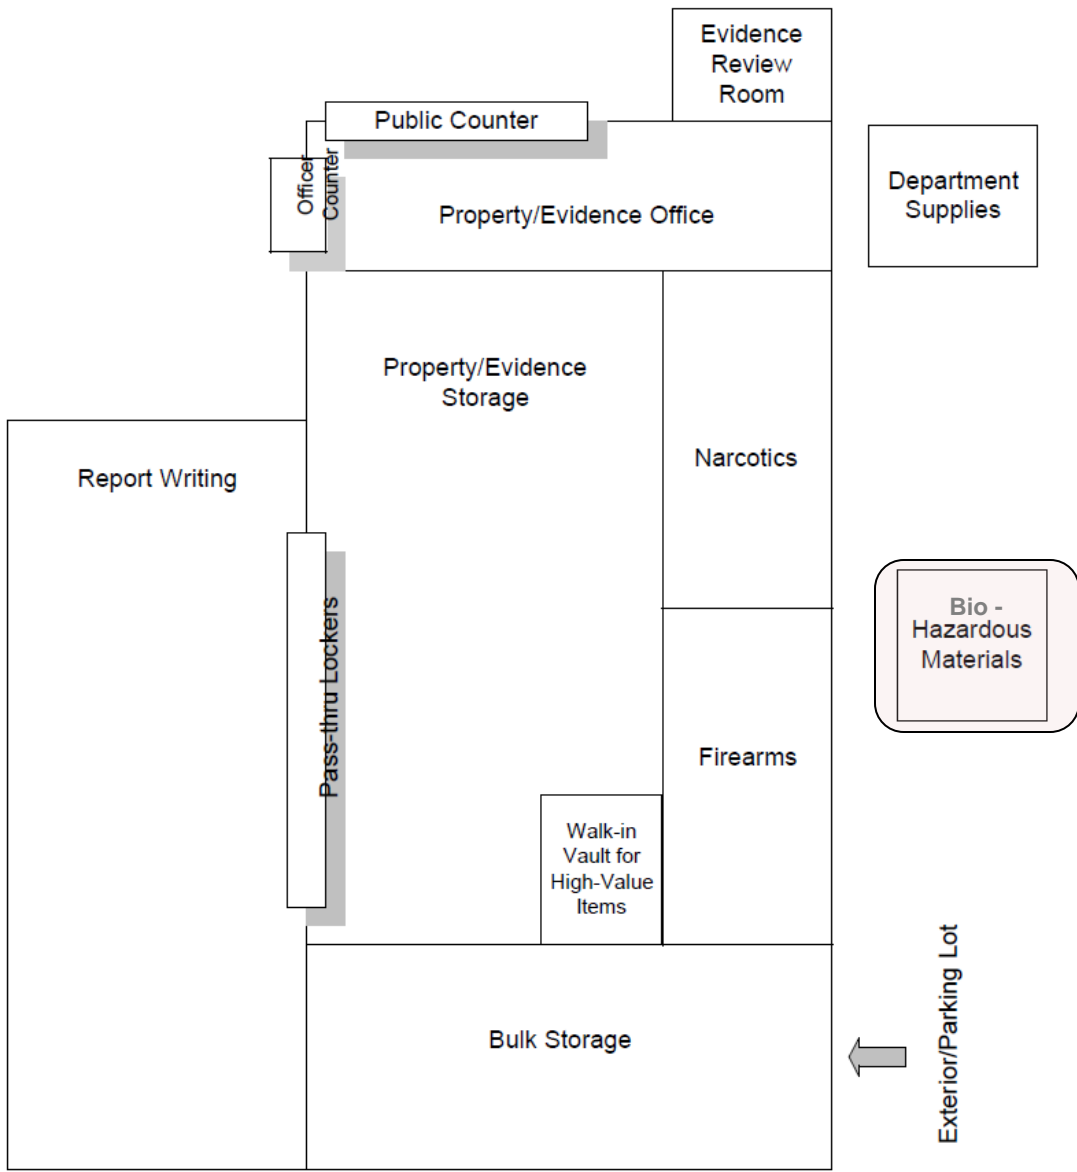 Evidence
Review
Room
Public Counter
Officer
Counter
Property/Evidence Office
Department
Supplies
Property/Evidence
Storage
Narcotics
Report Writing
Pass-thru Lockers
Bio -
Hazardous
Materials
Firearms
Walk-in
Vault for
High-Value
Items
Bulk Storage
Exterior/Parking Lot